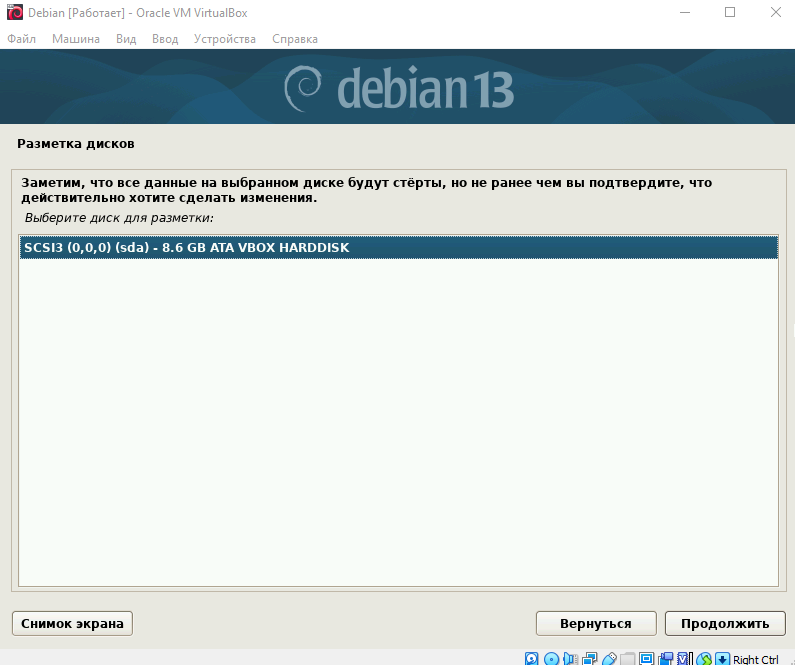 Debian [Работает] - Oracle VM VirtualBox
Файл Машина Вид Ввод Устройства Справка
debian 13
Разметка дисков
Заметим, что все данные на выбранном диске будут стёрты, но не ранее чем вы подтвердите, что
действительно хотите сделать изменения.
Выберите диск для разметки:
SCSI3 (0,0,0) (sda) - 8.6 GB ATA VBOX HARDDISK
Снимок экрана Вернуться Продолжить
Right Ctrl